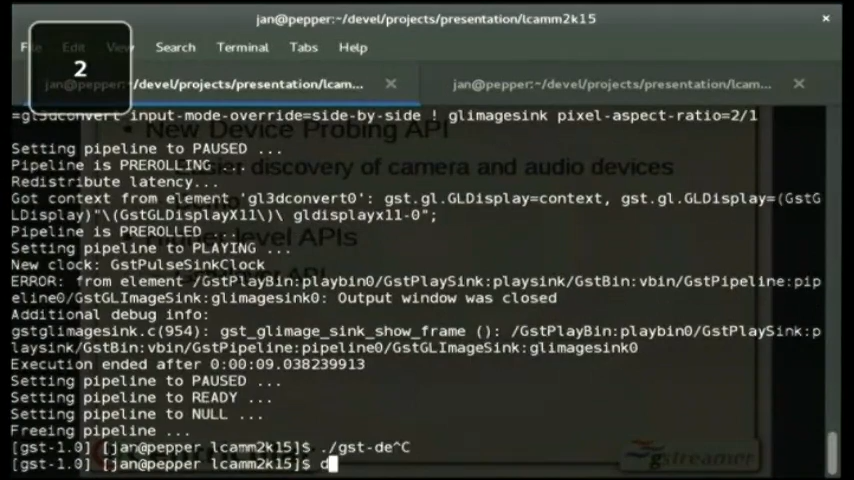 jan@pepper:~/devel/projects/presentation/lcamm2k15
×
File Edit View Search Terminal Tabs Help
2
jan@pepper:~/devel/projects/presentation/lcam... ×
jan@pepper:~/devel/projects/presentation/lcam... ×
=gl3dconvert input-mode-override=side-by-side ! glimagesink pixel-aspect-ratio=2/1
• New Device Probing API
Setting pipeline to PAUSED ...
Pipeline is PREROLLING ...
Easier discovery of camera and audio devices
Redistribute latency...
Got context from element 'gl3dconvert0': gst.gl.GLDisplay=context, gst.gl.GLDisplay=(GstG
LDisplay)"\(GstGLDisplayX11\)\ gldisplayx11-0";
Pipeline is PREROLLED ...
Setting pipeline to PLAYING ...
New clock: GstPulseSinkClock
ERROR: from element /GstPlayBin:playbin0/GstPlaySink:playsink/GstBin:vbin/GstPipeline:pip
eline0/GstGLImageSink:glimagesink0: Output window was closed
Additional debug info:
gstglimagesink.c(954): gst_glimage_sink_show_frame (): /GstPlayBin:playbin0/GstPlaySink:p
laysink/GstBin:vbin/GstPipeline:pipeline0/GstGLImageSink:glimagesink0
Execution ended after 0:00:09.038239913
Setting pipeline to PAUSED ...
Setting pipeline to READY ...
Setting pipeline to NULL ...
Freeing pipeline ...
[gst-1.0] [jan@pepper lcamm2k15]$ ./gst-de^C
[gst-1.0] [jan@pepper lcamm2k15]$ d
gstreamer